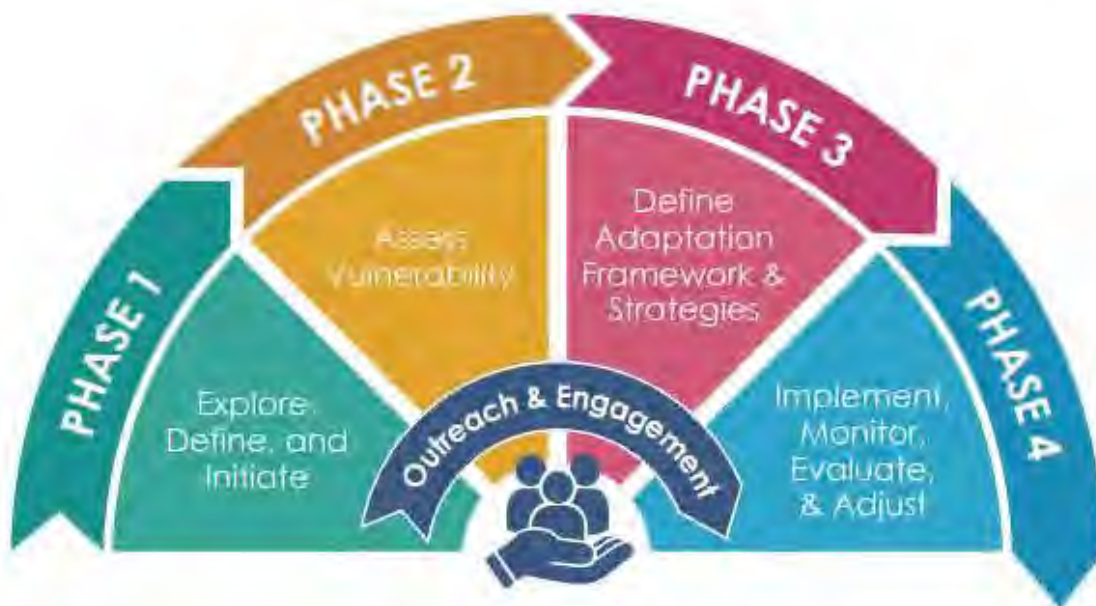 PHASE 1
Explore,
Define, and
Initiate
PHASE 2
Assess
Vulnerability
PHASE 3
Define
Adaptation
Framework &
Strategies
PHASE 4
Implement,
Monitor,
Evaluate,
& Adjust
Outreach & Engagement